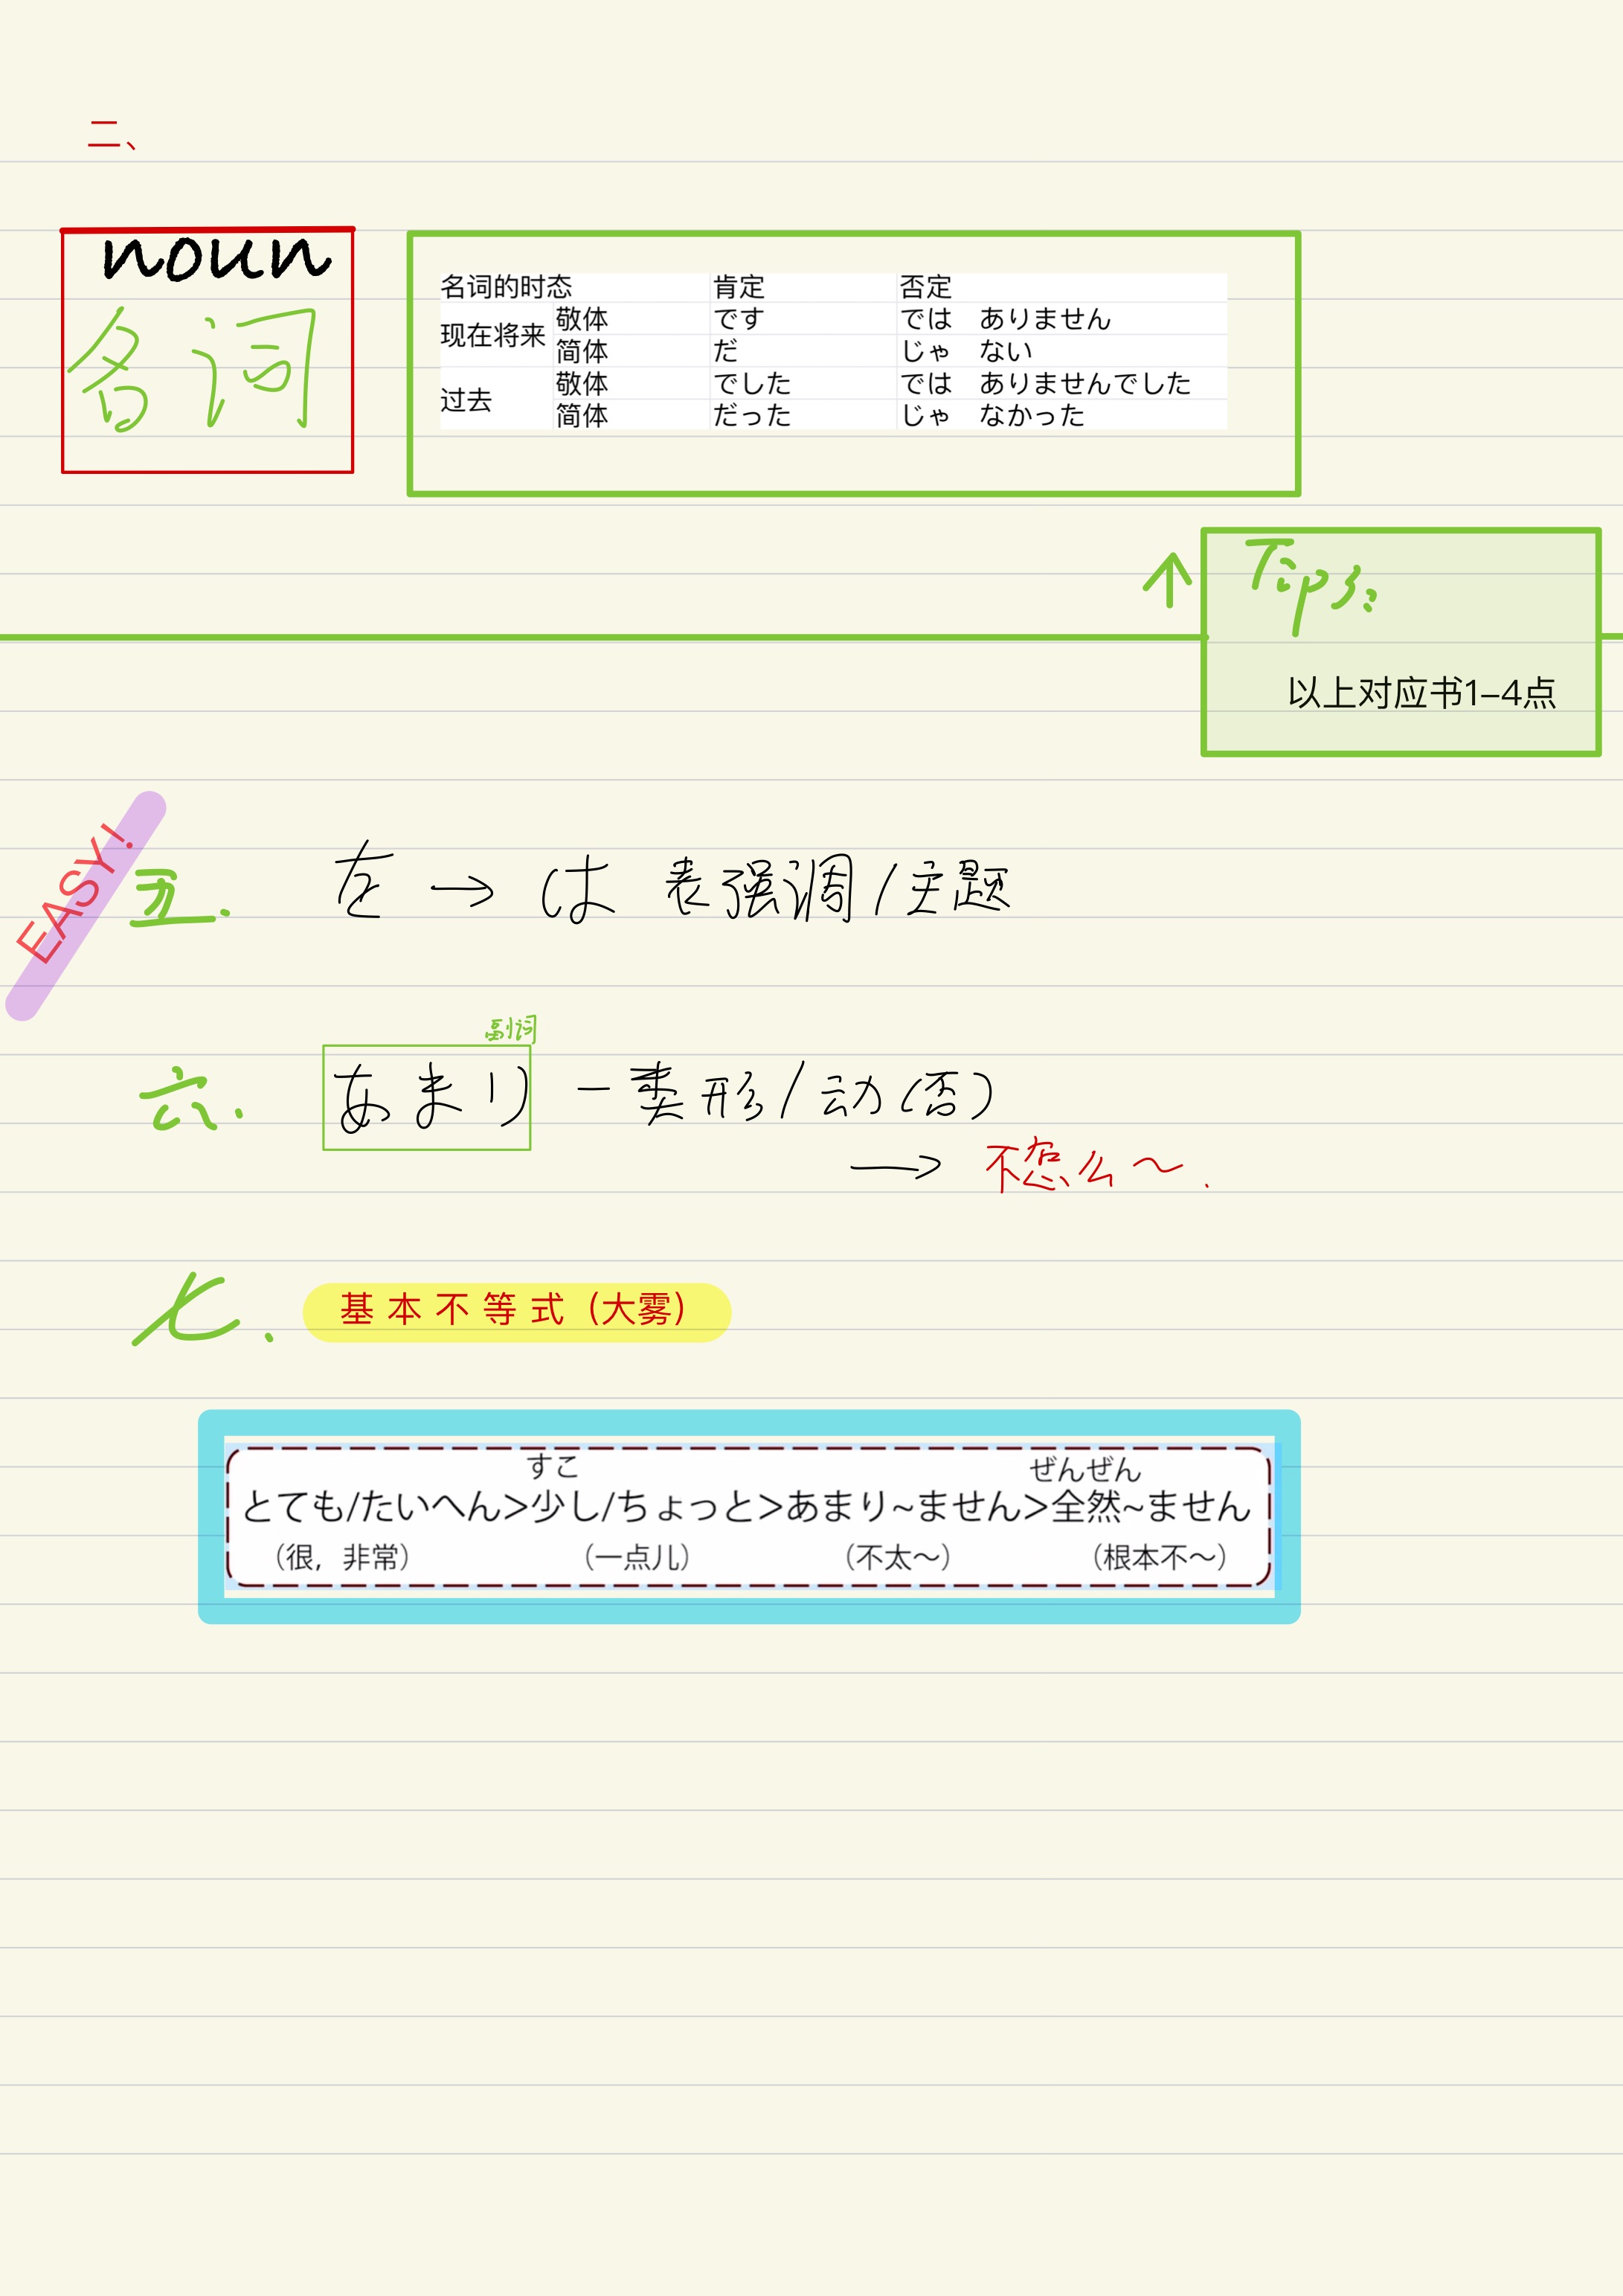 二、
noun
名词
名词的时态 肯定 否定
现在将来 敬体 です では ありません
简体 だ じゃ ない
过去 敬体 でした では ありませんでした
简体 だった じゃ なかった
Tips:
以上对应书1-4点
EASY!
五. を → は 表强调/主题
副词
六. あまり 一类形/动(否)
→ 不怎么~.
七. 基本不等式(大雾)
すこ ぜんぜん
とても/たいへん>少し/ちょっと>あまり~ません>全然~ません
(很,非常) (一点儿) (不太~) (根本不~)